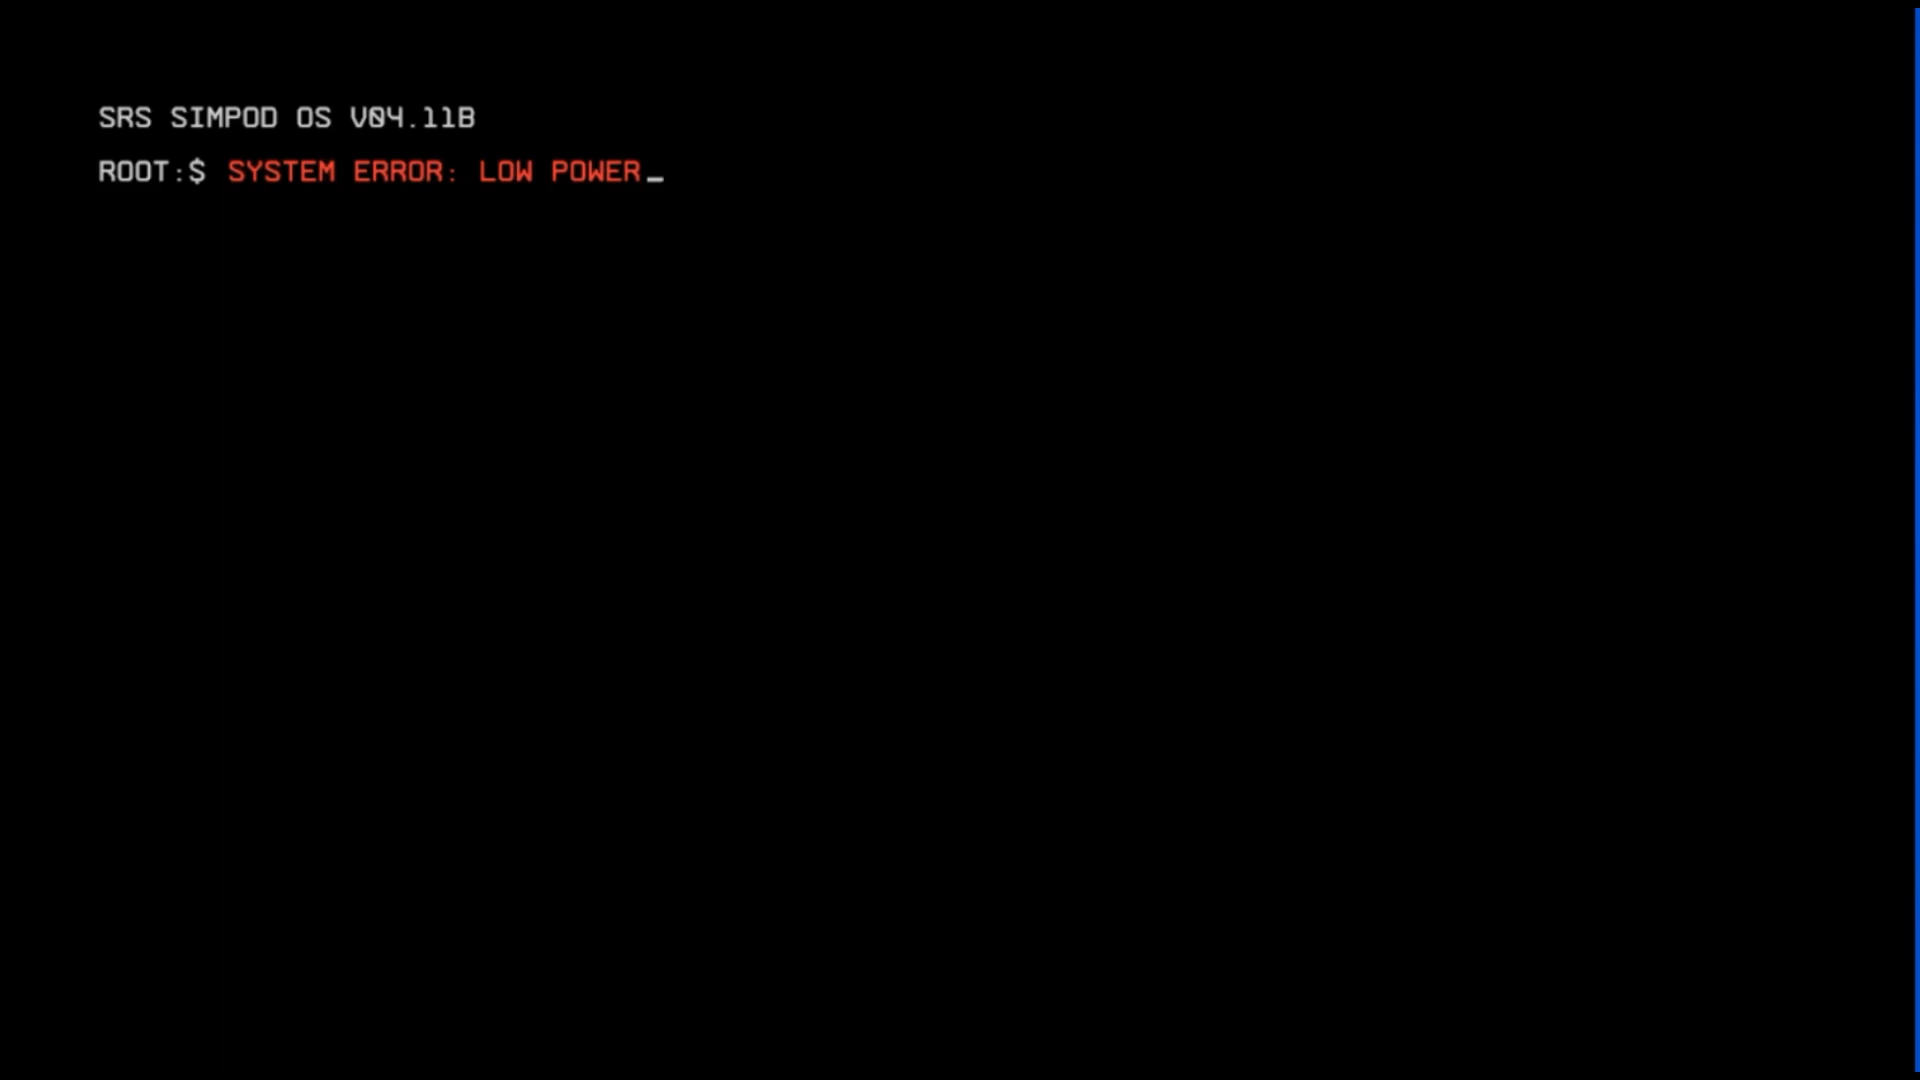 SRS SIMPOD OS V04.11B
ROOT:$ SYSTEM ERROR: LOW POWER_